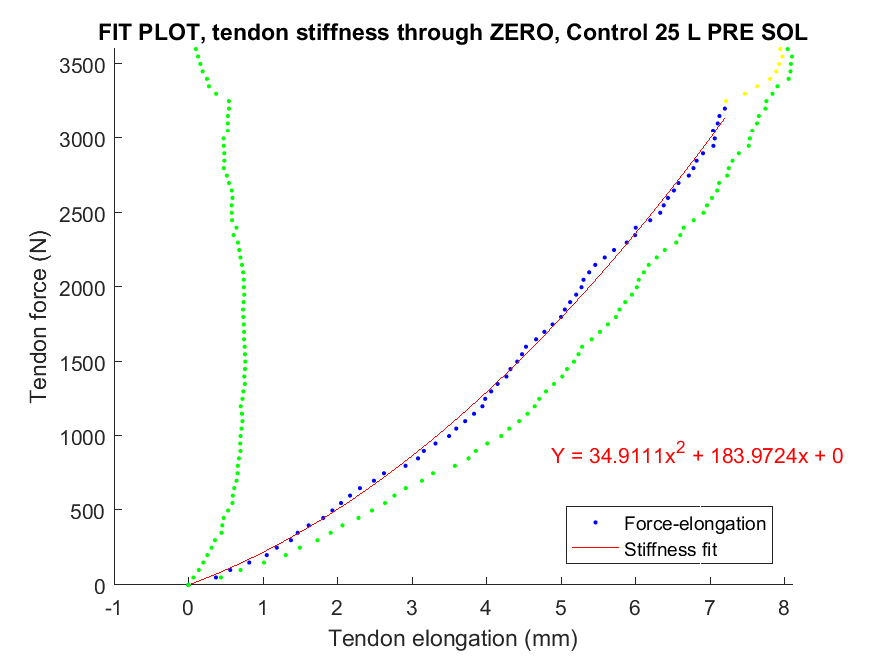 FIT PLOT, tendon stiffness through ZERO, Control 25 L PRE SOL
3500
3000
2500
2000
1500
1000
500
0
Tendon force (N)
Y = 34.9111x² + 183.9724x + 0
Force-elongation
Stiffness fit
-1 0 1 2 3 4 5 6 7 8
Tendon elongation (mm)